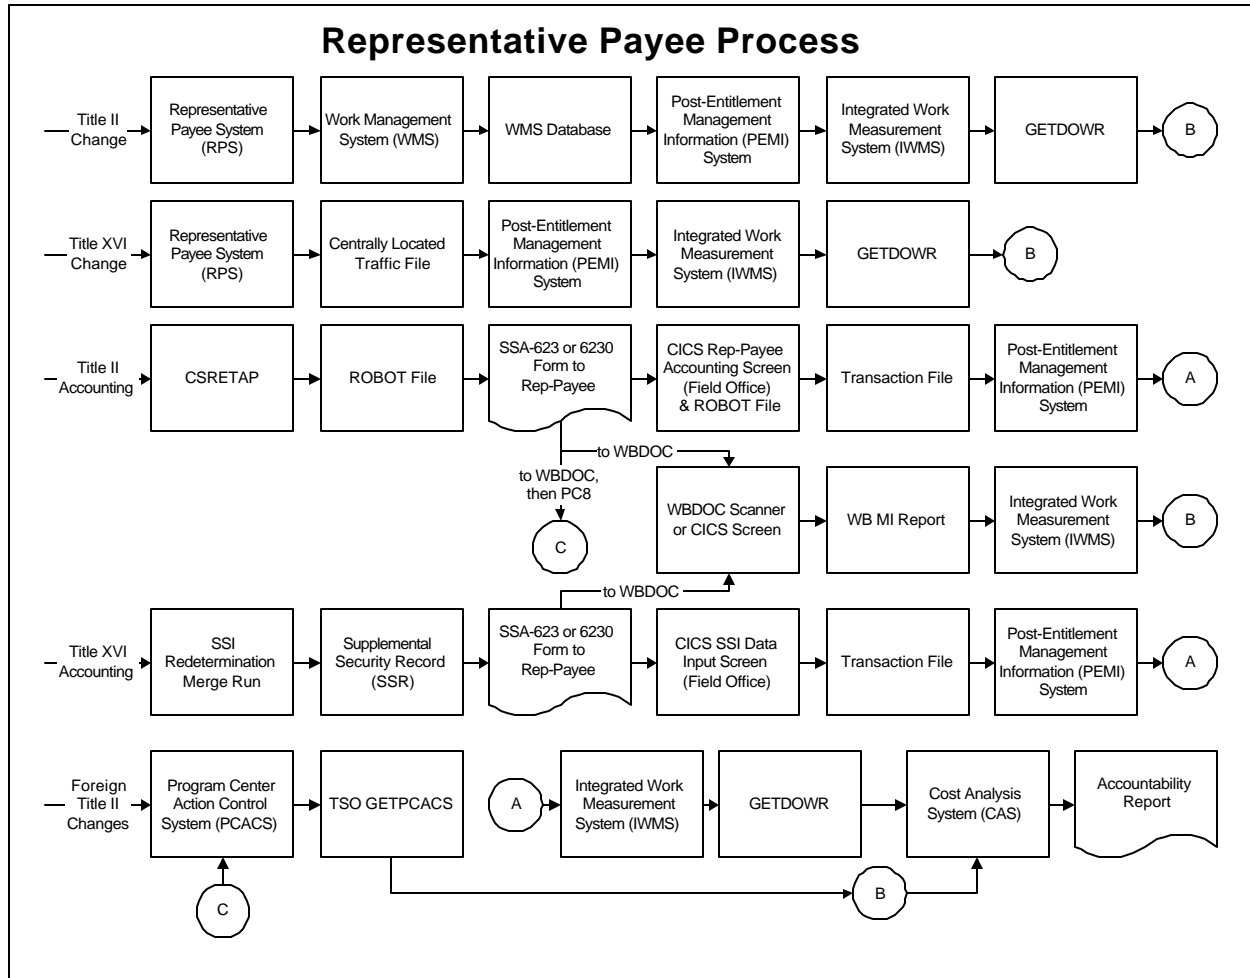 Representative Payee Process
Title II
Change
Representative
Payee System
(RPS)
Work Management
System (WMS)
WMS Database
Post-Entitlement
Management
Information (PEMI)
System
Integrated Work
Measurement
System (IWMS)
GETDOWR
B
Title XVI
Change
Representative
Payee System
(RPS)
Centrally Located
Traffic File
Post-Entitlement
Management
Information (PEMI)
System
Integrated Work
Measurement
System (IWMS)
GETDOWR
B
Title II
Accounting
CSRETAP
ROBOT File
SSA-623 or 6230
Form to
Rep-Payee
CICS Rep-Payee
Accounting Screen
(Field Office)
& ROBOT File
Transaction File
Post-Entitlement
Management
Information (PEMI)
System
A
to WBDOC
to WBDOC,
then PC8
C
WBDOC Scanner
or CICS Screen
WB MI Report
Integrated Work
Measurement
System (IWMS)
B
to WBDOC
Title XVI
Accounting
SSI
Redetermination
Merge Run
Supplemental
Security Record
(SSR)
SSA-623 or 6230
Form to
Rep-Payee
CICS SSI Data
Input Screen
(Field Office)
Transaction File
Post-Entitlement
Management
Information (PEMI)
System
A
Foreign
Title II
Changes
Program Center
Action Control
System (PCACS)
TSO GETPCACS
A
Integrated Work
Measurement
System (IWMS)
GETDOWR
Cost Analysis
System (CAS)
Accountability
Report
C
B